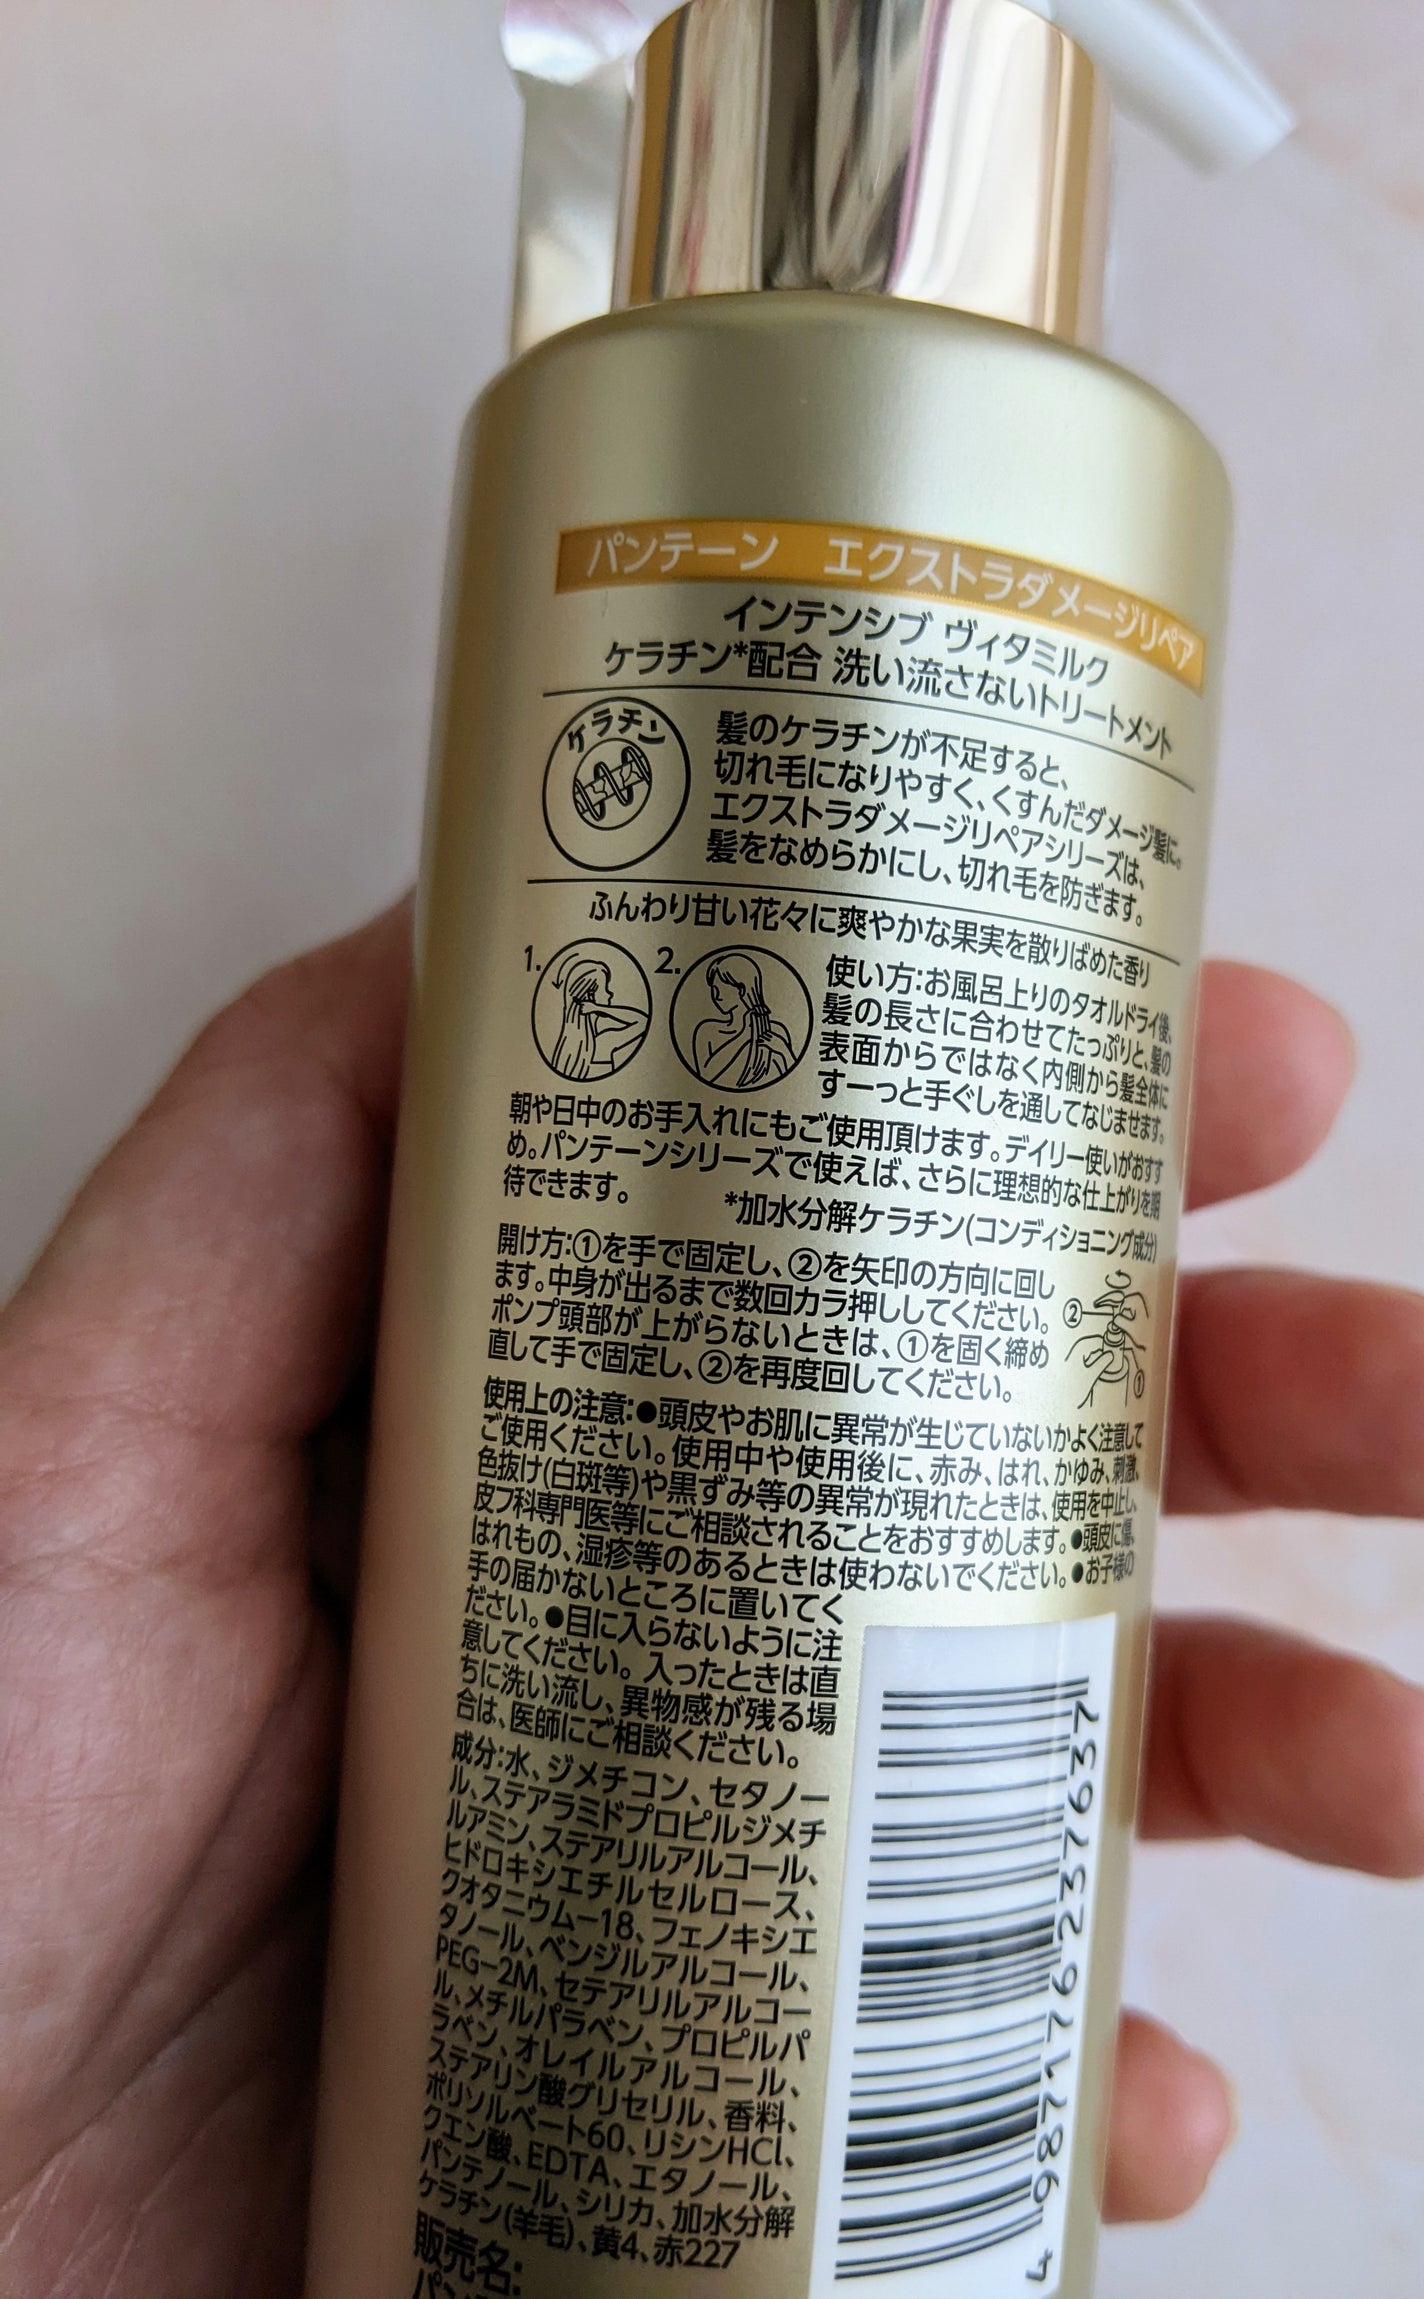 パンテーン エクストラダメージリペア
インテンシブ ヴィタミルク
ケラチン*配合 洗い流さないトリートメント
ケラチン
髪のケラチンが不足すると、
切れ毛になりやすく、くすんだダメージ髪に。
エクストラダメージリペアシリーズは、
髪をなめらかにし、切れ毛を防ぎます。
ふんわり甘い花々に爽やかな果実を散りばめた香り
1.
2.
使い方:お風呂上りのタオルドライ後、
髪の長さに合わせてたっぷりと、髪の
表面からではなく内側から髪全体に
すーっと手ぐしを通してなじませます。
朝や日中のお手入れにもご使用頂けます。デイリー使いがおすす
め。パンテーンシリーズで使えば、さらに理想的な仕上がりを期
待できます。
*加水分解ケラチン(コンディショニング成分)
開け方:①を手で固定し、②を矢印の方向に回し
ます。中身が出るまで数回カラ押ししてください。
ポンプ頭部が上がらないときは、①を固く締め
直して手で固定し、②を再度回してください。
②
①
使用上の注意:●頭皮やお肌に異常が生じていないかよく注意して
ご使用ください。使用中や使用後に、赤み、はれ、かゆみ、刺激、
色抜け(白斑等)や黒ずみ等の異常が現れたときは、使用を中止し、
皮フ科専門医等にご相談されることをおすすめします。●頭皮に傷、
はれもの、湿疹等のあるときは使わないでください。●お子様の
手の届かないところに置いてく
ださい。●目に入らないように注
意してください。入ったときは直
ちに洗い流し、異物感が残る場
合は、医師にご相談ください。
成分:水、ジメチコン、セタノー
ル、ステアラミドプロピルジメチ
ルアミン、ステアリルアルコール、
ヒドロキシエチルセルロース、
クオタニウム−18、フェノキシエ
タノール、ベンジルアルコール、
PEG−2M、セテアリルアルコー
ル、メチルパラベン、プロピルパ
ラベン、オレイルアルコール、
ステアリン酸グリセリル、香料、
ポリソルベート60、リシンHCl、
クエン酸、EDTA、エタノール、
パンテノール、シリカ、加水分解
ケラチン(羊毛)、黄4、赤227
販売名:
4 987176 237637